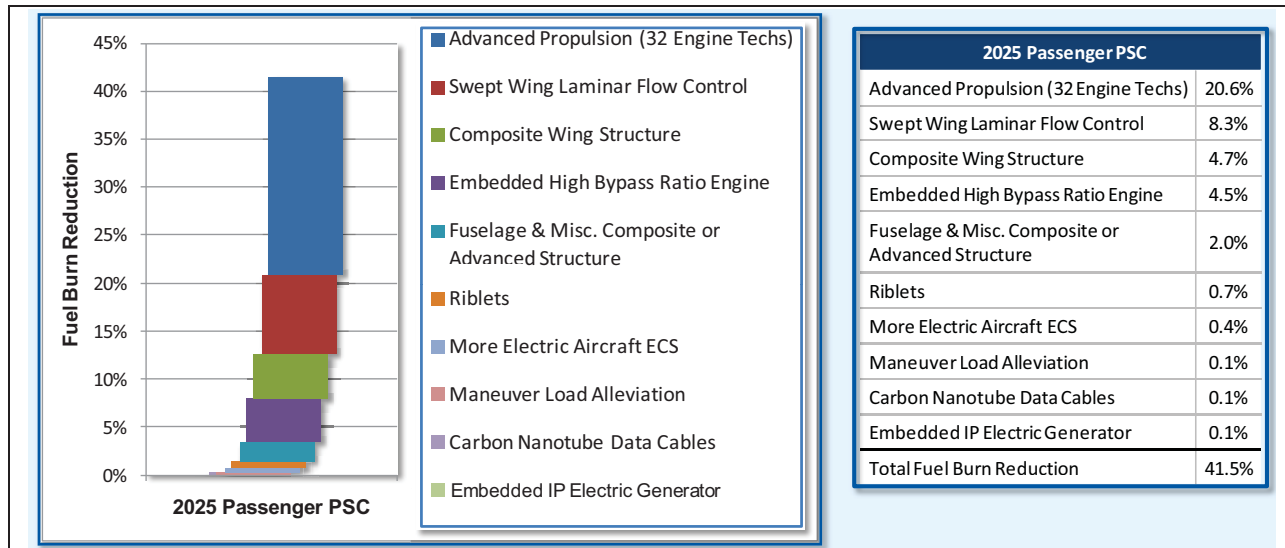 45%
40%
35%
30%
25%
20%
15%
10%
5%
0%
Fuel Burn Reduction
2025 Passenger PSC
Advanced Propulsion (32 Engine Techs)
Swept Wing Laminar Flow Control
Composite Wing Structure
Embedded High Bypass Ratio Engine
Fuselage & Misc. Composite or
Advanced Structure
Riblets
More Electric Aircraft ECS
Maneuver Load Alleviation
Carbon Nanotube Data Cables
Embedded IP Electric Generator
2025 Passenger PSC
Advanced Propulsion (32 Engine Techs) 20.6%
Swept Wing Laminar Flow Control 8.3%
Composite Wing Structure 4.7%
Embedded High Bypass Ratio Engine 4.5%
Fuselage & Misc. Composite or
Advanced Structure 2.0%
Riblets 0.7%
More Electric Aircraft ECS 0.4%
Maneuver Load Alleviation 0.1%
Carbon Nanotube Data Cables 0.1%
Embedded IP Electric Generator 0.1%
Total Fuel Burn Reduction 41.5%